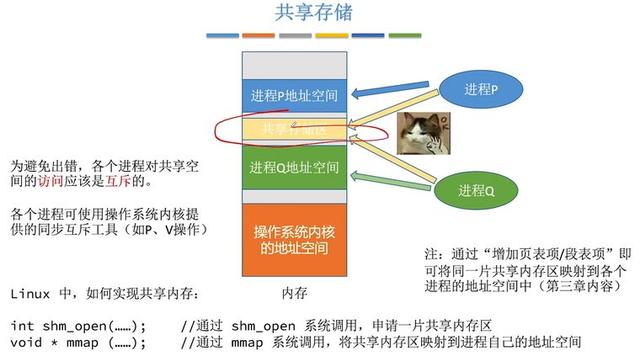 共享存储
进程P地址空间
进程P
共享存储区
OK
进程Q地址空间
进程Q
为避免出错，各个进程对共享空
间的访问应该是互斥的。
各个进程可使用操作系统内核提
供的同步互斥工具（如P、V操作）
操作系统内核
的地址空间
注：通过“增加页表项/段表项”即
可将同一片共享内存区映射到各个
进程的地址空间中（第三章内容）
Linux 中，如何实现共享内存：
内存
int shm_open(……); //通过 shm_open 系统调用，申请一片共享内存区
void * mmap (……); //通过 mmap 系统调用，将共享内存区映射到进程自己的地址空间